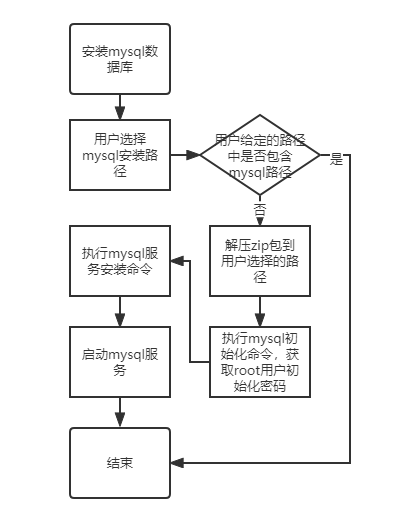 安装mysql数
据库
用户选择
mysql安装路
径
用户给定的路径
中是否包含
mysql路径
是
否
解压zip包到
用户选择的路
径
执行mysql初
始化命令，获
取root用户初
始化密码
执行mysql服
务安装命令
启动mysql服
务
结束